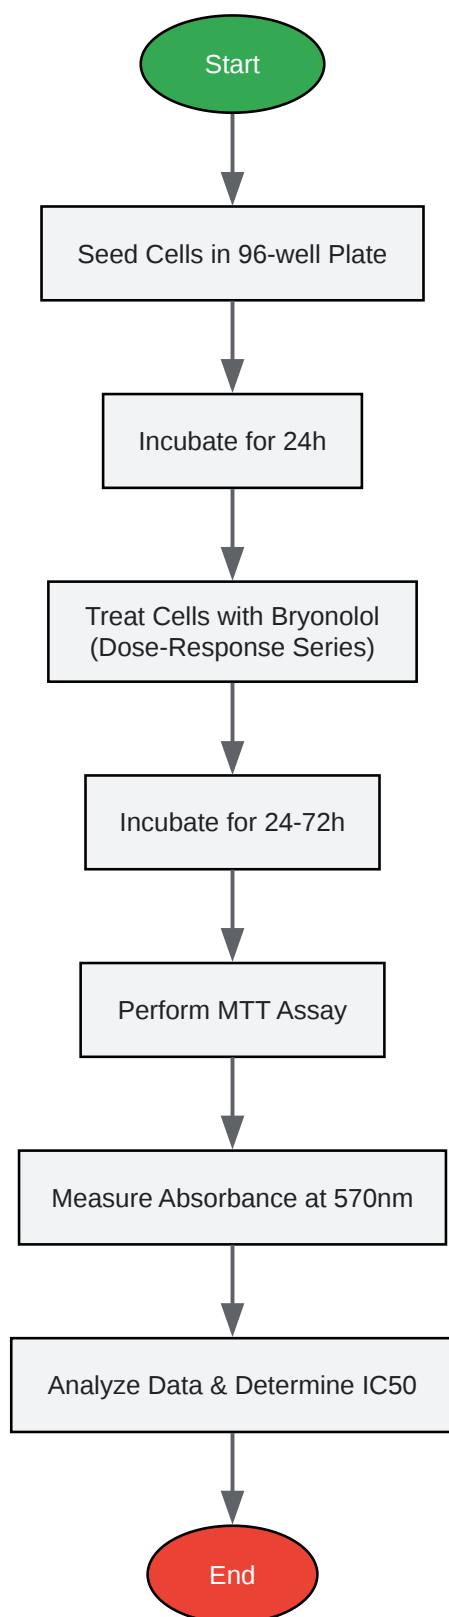 Start
Seed Cells in 96-well Plate
Incubate for 24h
Treat Cells with Bryonolol
(Dose-Response Series)
Incubate for 24-72h
Perform MTT Assay
Measure Absorbance at 570nm
Analyze Data & Determine IC50
End